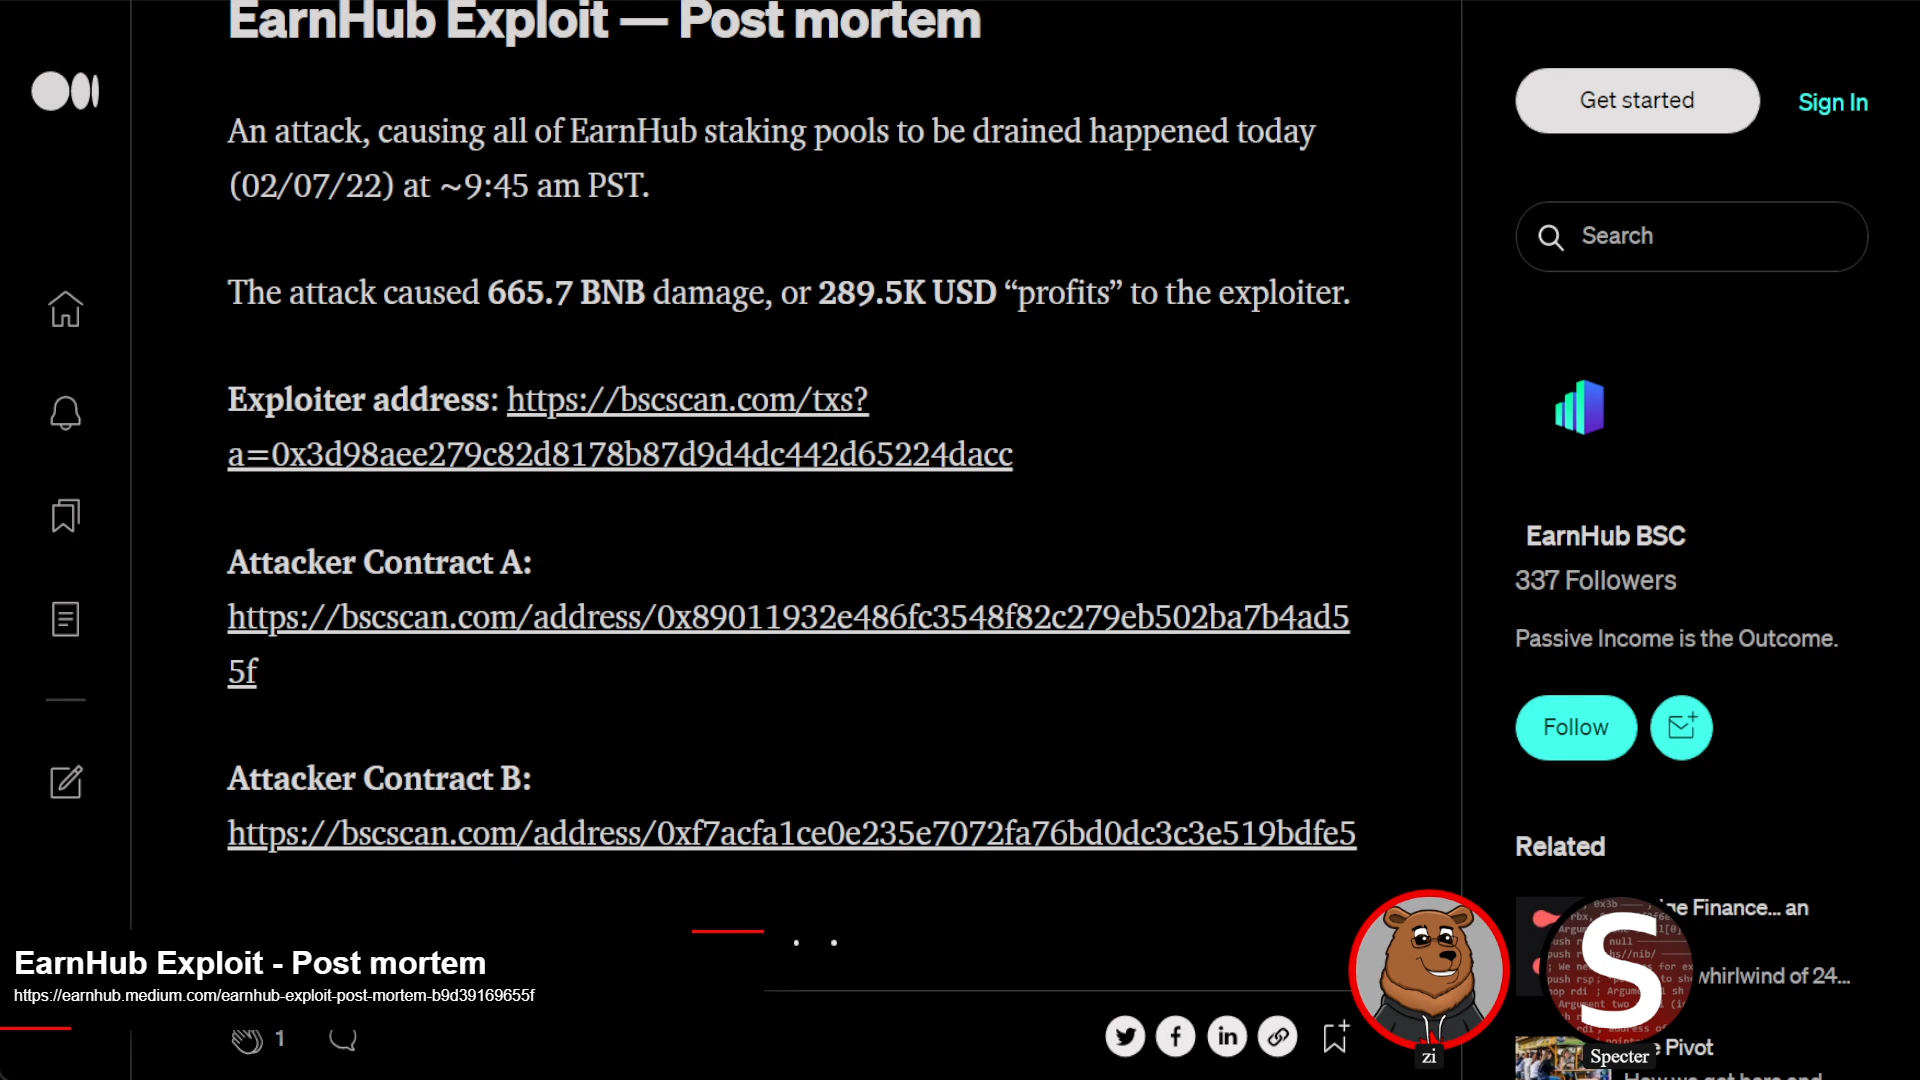 EarnHub Exploit — Post mortem
An attack, causing all of EarnHub staking pools to be drained happened today
(02/07/22) at ~9:45 am PST.
The attack caused 665.7 BNB damage, or 289.5K USD “profits” to the exploiter.
Exploiter address: https://bscscan.com/txs?
a=0x3d98aee279c82d8178b87d9d4dc442d65224dacc
Attacker Contract A:
https://bscscan.com/address/0x89011932e486fc3548f82c279eb502ba7b4ad5
5f
Attacker Contract B:
https://bscscan.com/address/0xf7acfa1ce0e235e7072fa76bd0dc3c3e519bdfe5
EarnHub Exploit - Post mortem
https://earnhub.medium.com/earnhub-exploit-post-mortem-b9d39169655f
1
Get started
Sign In
Search
EarnHub BSC
337 Followers
Passive Income is the Outcome.
Follow
Related
Finance... an
whirlwind of 24...
Pivot
S
zi
Specter